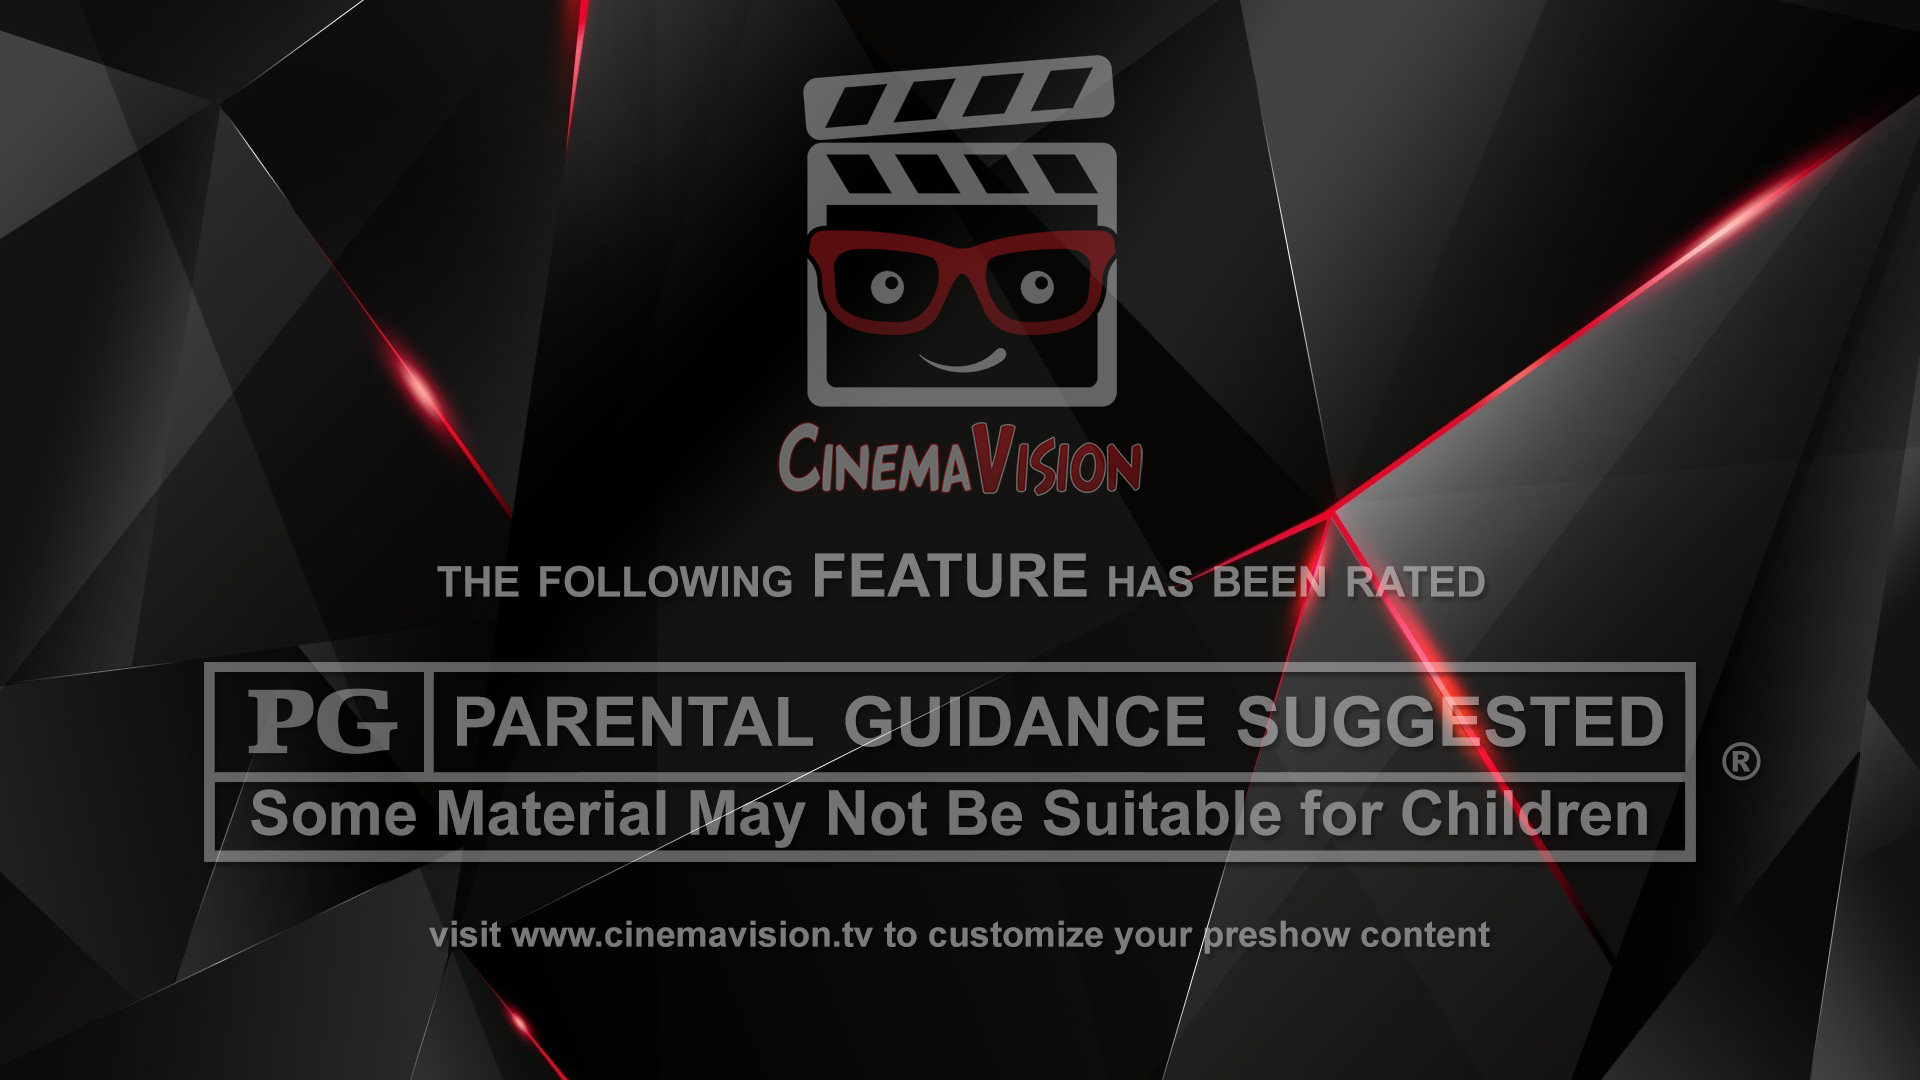 CINEMAVISION
THE FOLLOWING FEATURE HAS BEEN RATED
PG PARENTAL GUIDANCE SUGGESTED
®
Some Material May Not Be Suitable for Children
visit www.cinemavision.tv to customize your preshow content